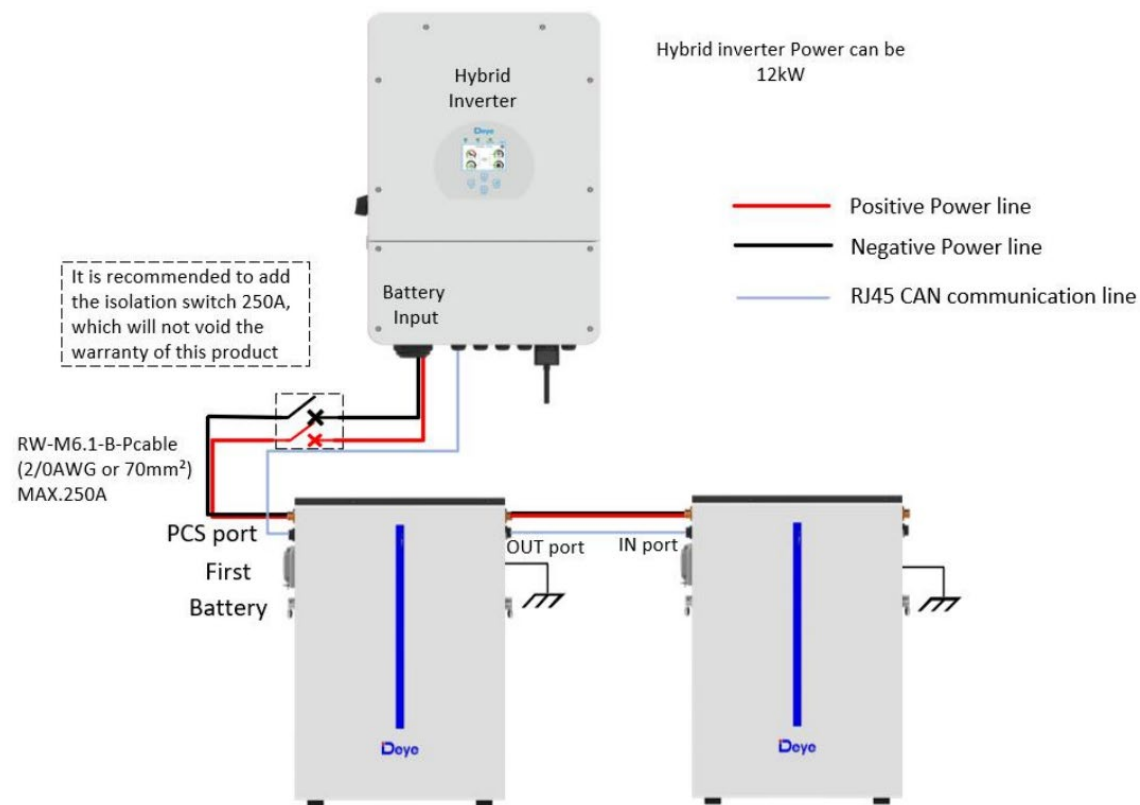 Hybrid inverter Power can be
12kW
Hybrid
Inverter
Deye
Positive Power line
Negative Power line
RJ45 CAN communication line
It is recommended to add
the isolation switch 250A,
which will not void the
warranty of this product
Battery
Input
RW-M6.1-B-Pcable
(2/0AWG or 70mm²)
MAX.250A
PCS port
First
Battery
OUT port
IN port
Deye
Deye